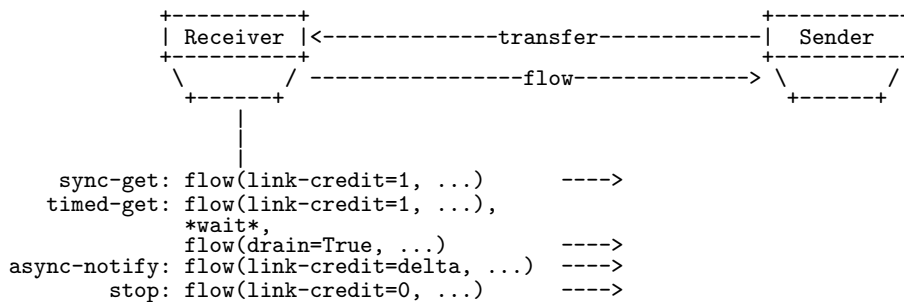 +----------+ +-----------
| Receiver |<-------------transfer------------| Sender
+----------+ +-----------
\ / ----------------flow-------------> \ /
+------+ +------+
|
|
|
sync-get: flow(link-credit=1, ...) ---->
timed-get: flow(link-credit=1, ...),
*wait*,
flow(drain=True, ...) ---->
async-notify: flow(link-credit=delta, ...) ---->
stop: flow(link-credit=0, ...) ---->